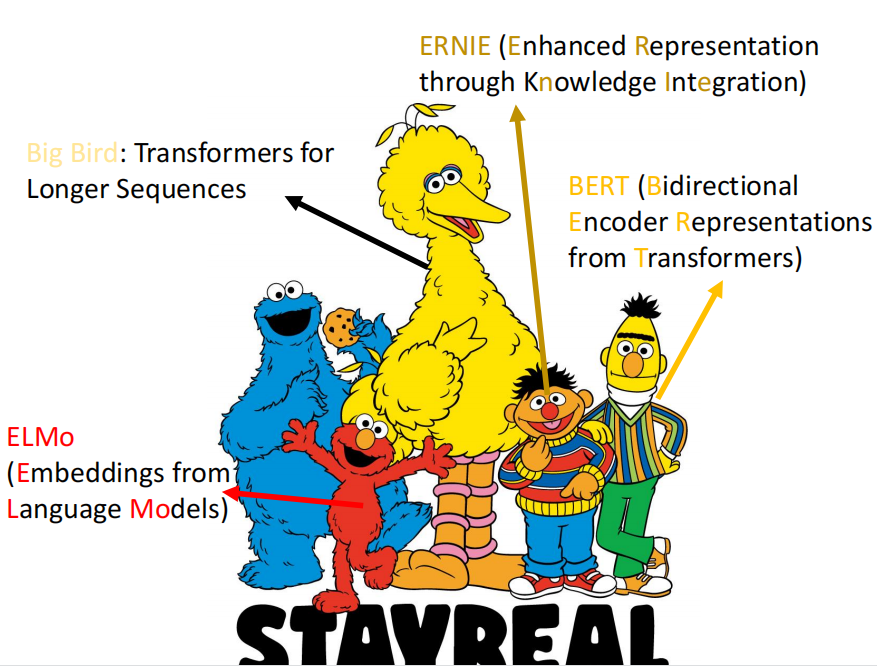 ERNIE (Enhanced Representation
through Knowledge Integration)
Big Bird: Transformers for
Longer Sequences
BERT (Bidirectional
Encoder Representations
from Transformers)
ELMo
(Embeddings from
Language Models)
STAYREAL